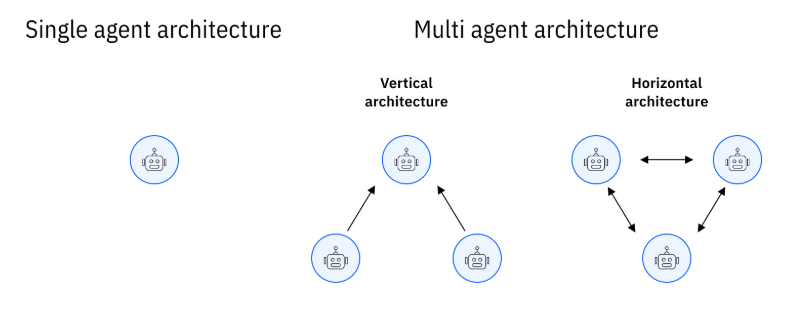 Single agent architecture
Multi agent architecture
Vertical
architecture
Horizontal
architecture